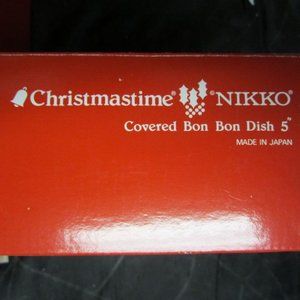 Christmastime® ©NIKKO®
Covered Bon Bon Dish 5"
MADE IN JAPAN